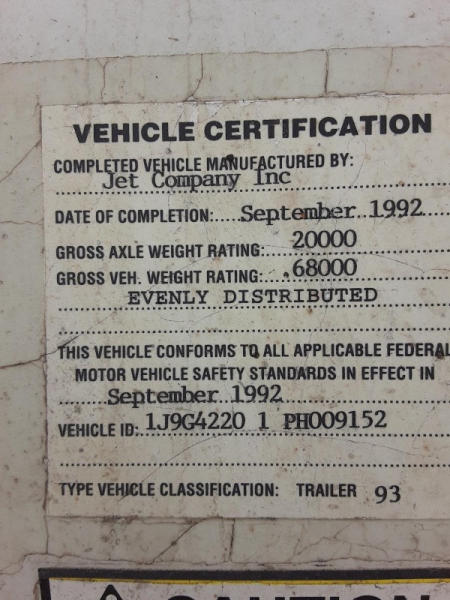 VEHICLE CERTIFICATION
COMPLETED VEHICLE MANUFACTURED BY:
Jet Company Inc
DATE OF COMPLETION: September 1992
GROSS AXLE WEIGHT RATING: 20000
GROSS VEH. WEIGHT RATING: 68000
EVENLY DISTRIBUTED
THIS VEHICLE CONFORMS TO ALL APPLICABLE FEDERAL
MOTOR VEHICLE SAFETY STANDARDS IN EFFECT IN
September 1992
VEHICLE ID: 1J9G4220 1 PH009152
TYPE VEHICLE CLASSIFICATION: TRAILER 93
CAUTION